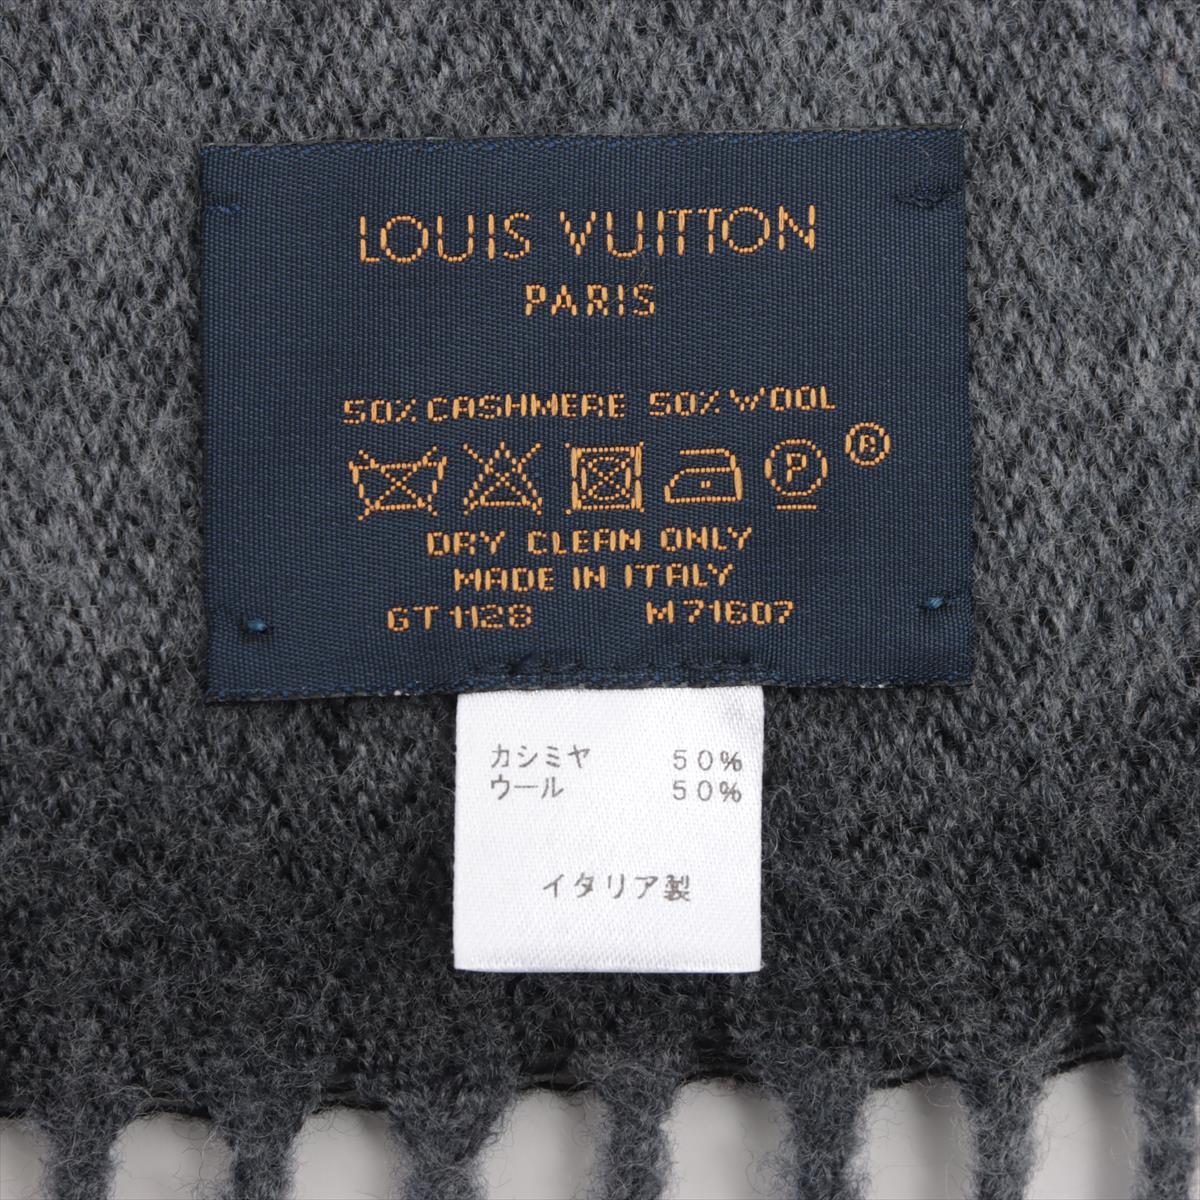 LOUIS VUITTON
PARIS
50% CASHMERE 50% WOOL
P ®
DRY CLEAN ONLY
MADE IN ITALY
GT1128 M71607
カシミヤ 50%
ウール 50%
イタリア製